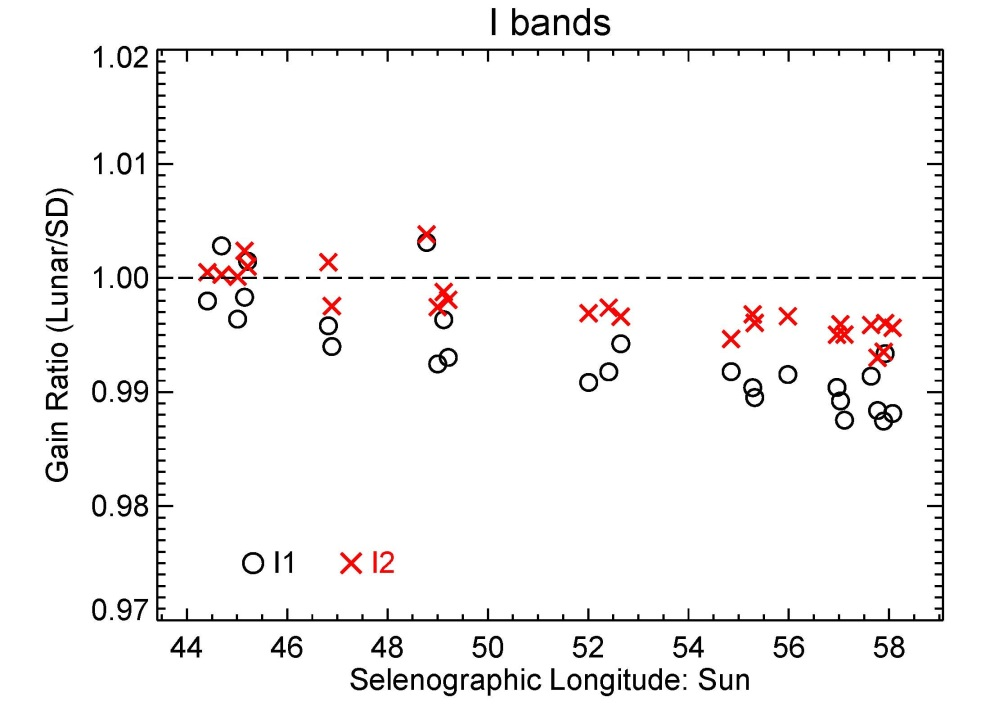 I bands
1.02
1.01
1.00
0.99
0.98
0.97
Gain Ratio (Lunar/SD)
I1 I2
44 46 48 50 52 54 56 58
Selenographic Longitude: Sun